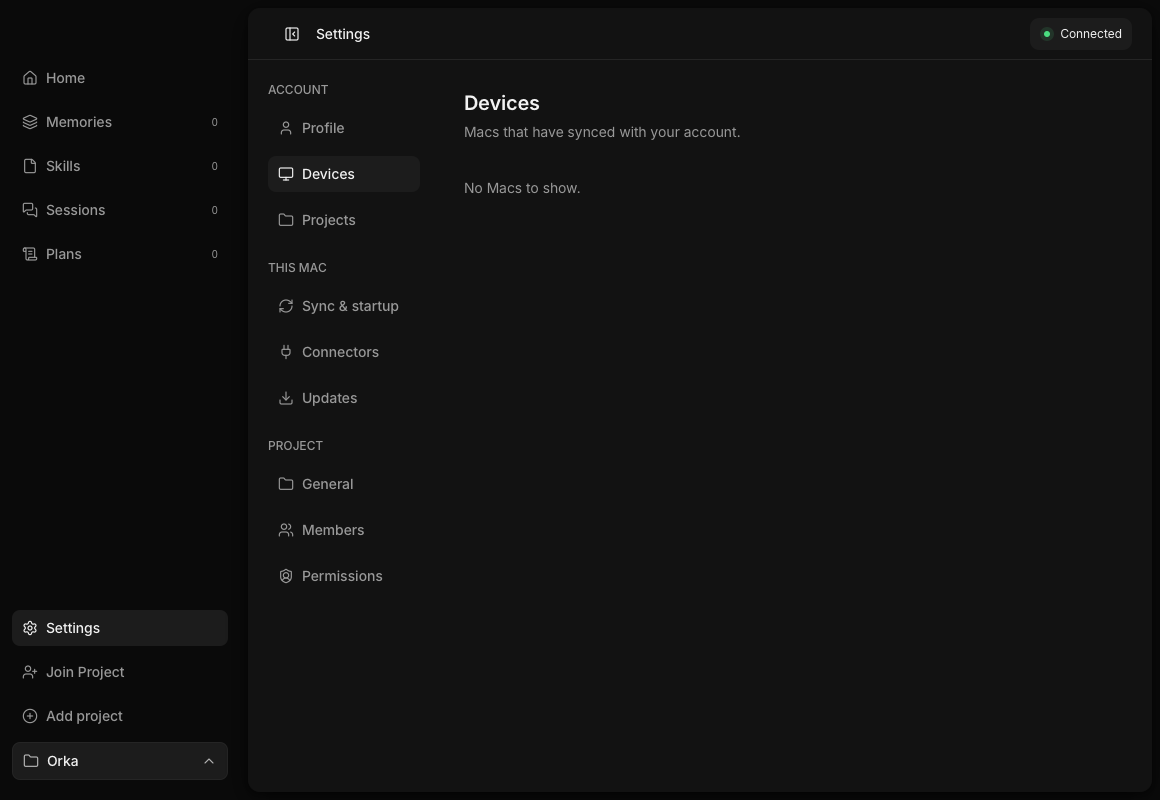 Settings
Connected
Home
Memories 0
Skills 0
Sessions 0
Plans 0
ACCOUNT
Profile
Devices
Projects
THIS MAC
Sync & startup
Connectors
Updates
PROJECT
General
Members
Permissions
Devices
Macs that have synced with your account.
No Macs to show.
Settings
Join Project
Add project
Orka